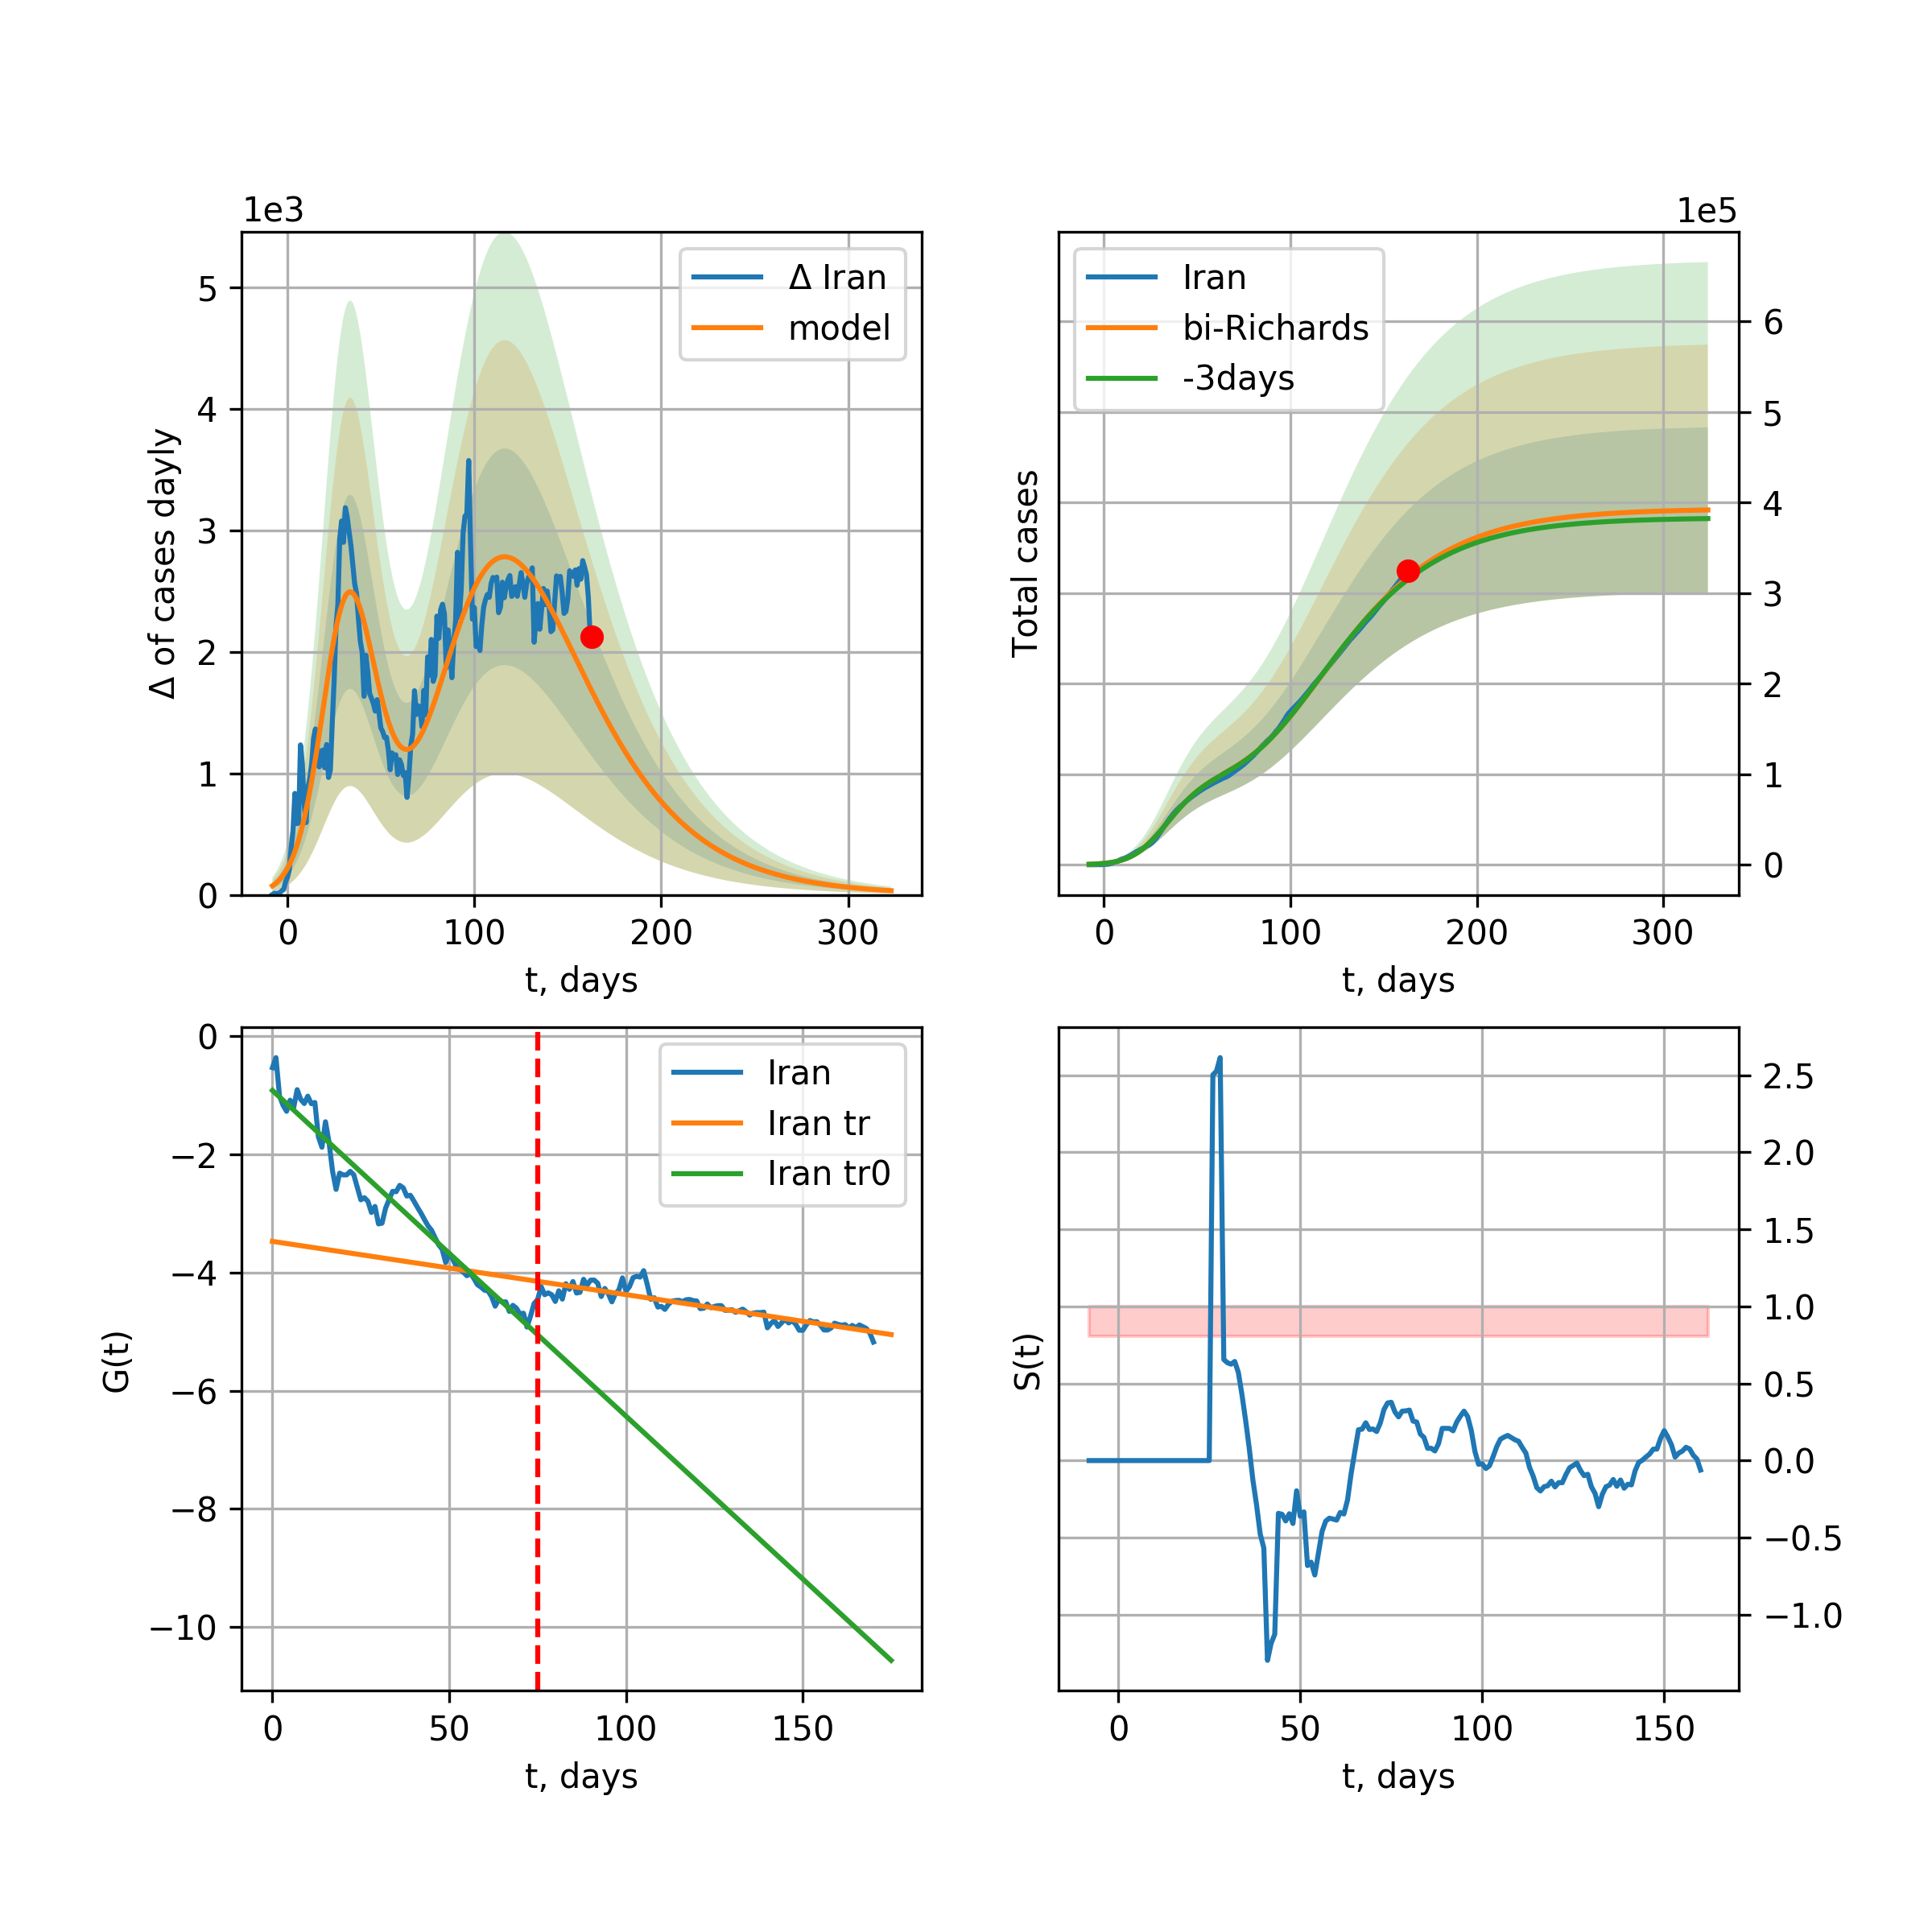 1e3
Δ of cases dayly
5
4
3
2
1
0
Δ Iran
model
0 100 200 300
t, days
1e5
Total cases
Iran
bi-Richards
-3days
6
5
4
3
2
1
0
0 100 200 300
t, days
G(t)
0
−2
−4
−6
−8
−10
Iran
Iran tr
Iran tr0
0 50 100 150
t, days
S(t)
2.5
2.0
1.5
1.0
0.5
0.0
−0.5
−1.0
0 50 100 150
t, days